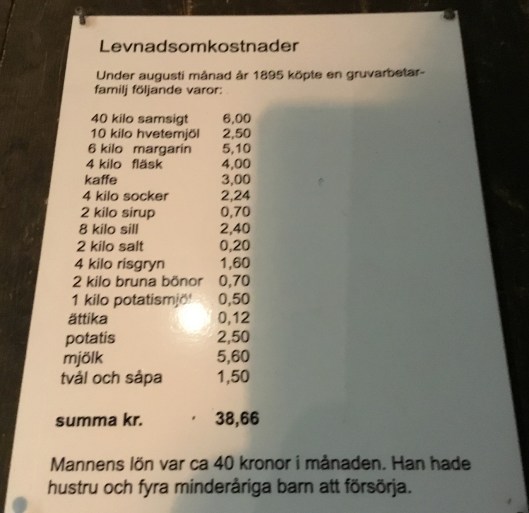 Levnadsomkostnader
Under augusti månad år 1895 köpte en gruvarbetar-
familj följande varor:
40 kilo samsigt 6,00
10 kilo hvetemjöl 2,50
6 kilo margarin 5,10
4 kilo fläsk 4,00
kaffe 3,00
4 kilo socker 2,24
2 kilo sirup 0,70
8 kilo sill 2,40
2 kilo salt 0,20
4 kilo risgryn 1,60
2 kilo bruna bönor 0,70
1 kilo potatismjöl 0,50
ättika 0,12
potatis 2,50
mjölk 5,60
tvål och såpa 1,50
summa kr. 38,66
Mannens lön var ca 40 kronor i månaden. Han hade
hustru och fyra minderåriga barn att försörja.